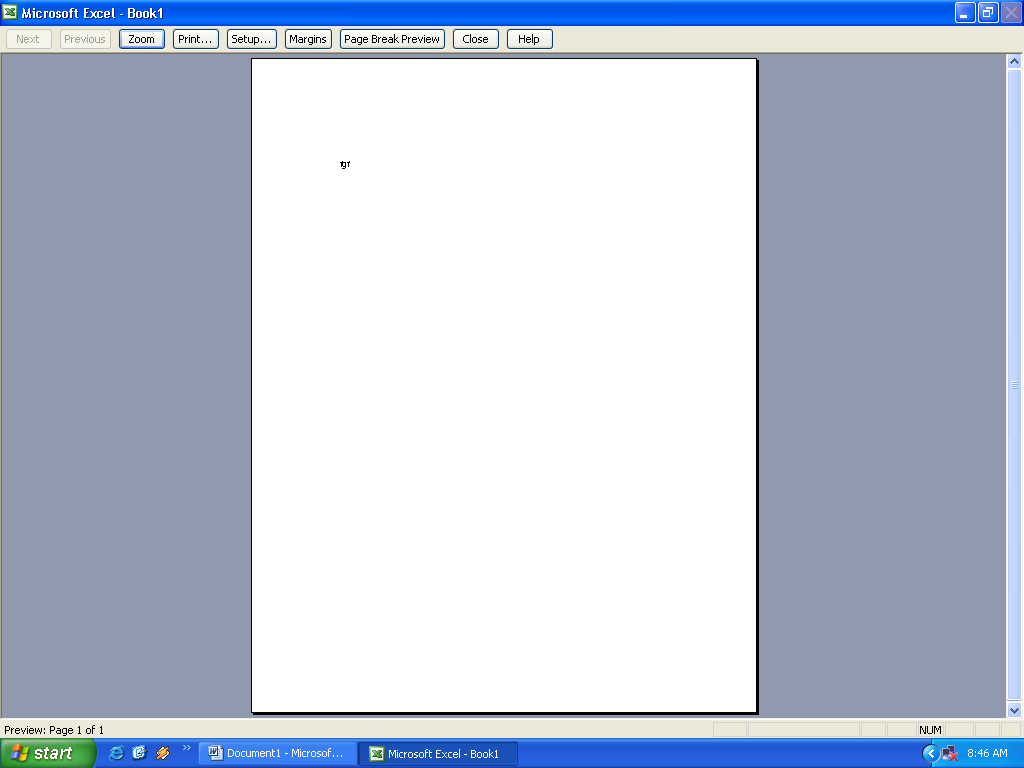 Microsoft Excel - Book1
Next Previous Zoom Print... Setup... Margins Page Break Preview Close Help
Preview: Page 1 of 1 NUM
start Document1 - Microsof... Microsoft Excel - Book1 8:46 AM